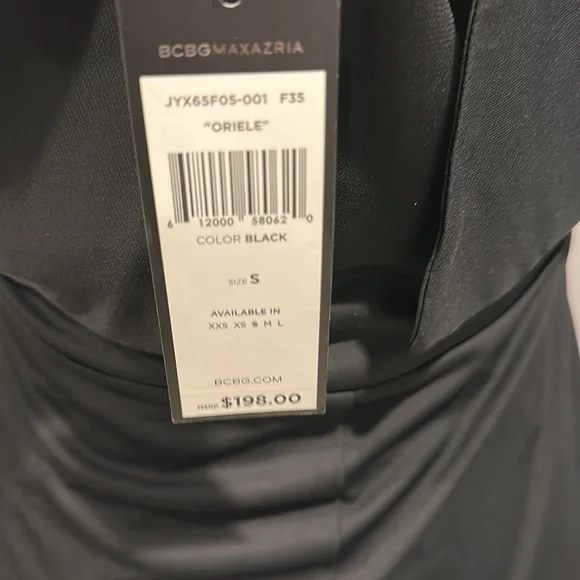 BCBGMAXAZRIA
JYX65F05-001 F35
"ORIELE"
6 12000 58062 0
COLOR BLACK
SIZE S
AVAILABLE IN
XXS XS S M L
BCBG.COM
MSRP $198.00